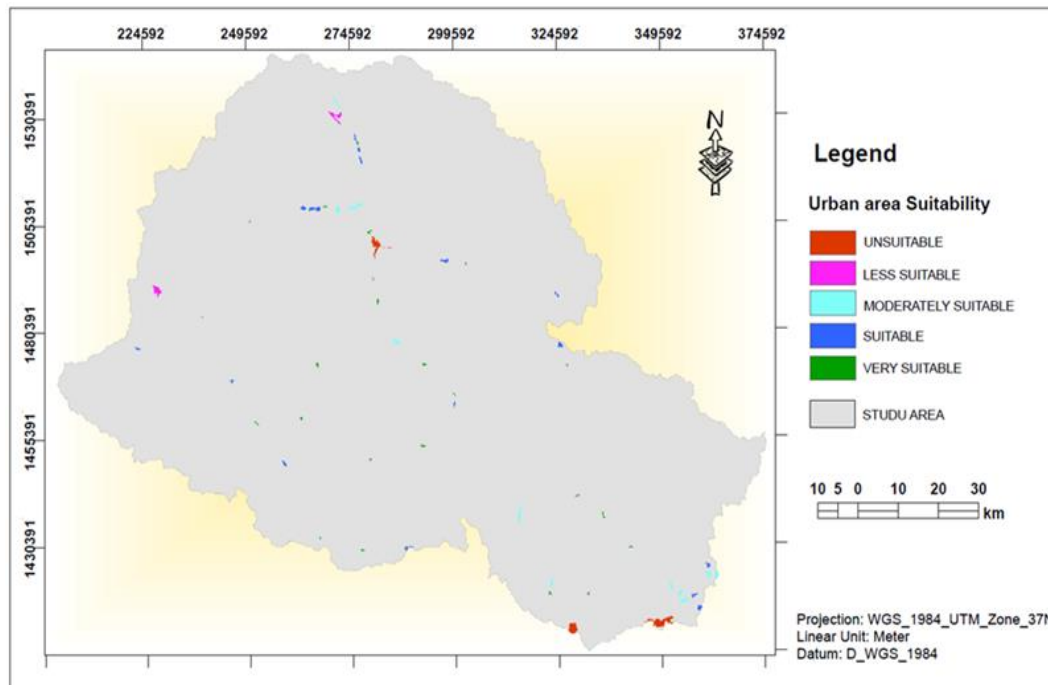 224592 249592 274592 299592 324592 349592 374592
1530391
1505391
1480391
1455391
1430391
N
Legend
Urban area Suitability
UNSUITABLE
LESS SUITABLE
MODERATELY SUITABLE
SUITABLE
VERY SUITABLE
STUDU AREA
10 5 0 10 20 30
km
Projection: WGS_1984_UTM_Zone_37N
Linear Unit: Meter
Datum: D_WGS_1984